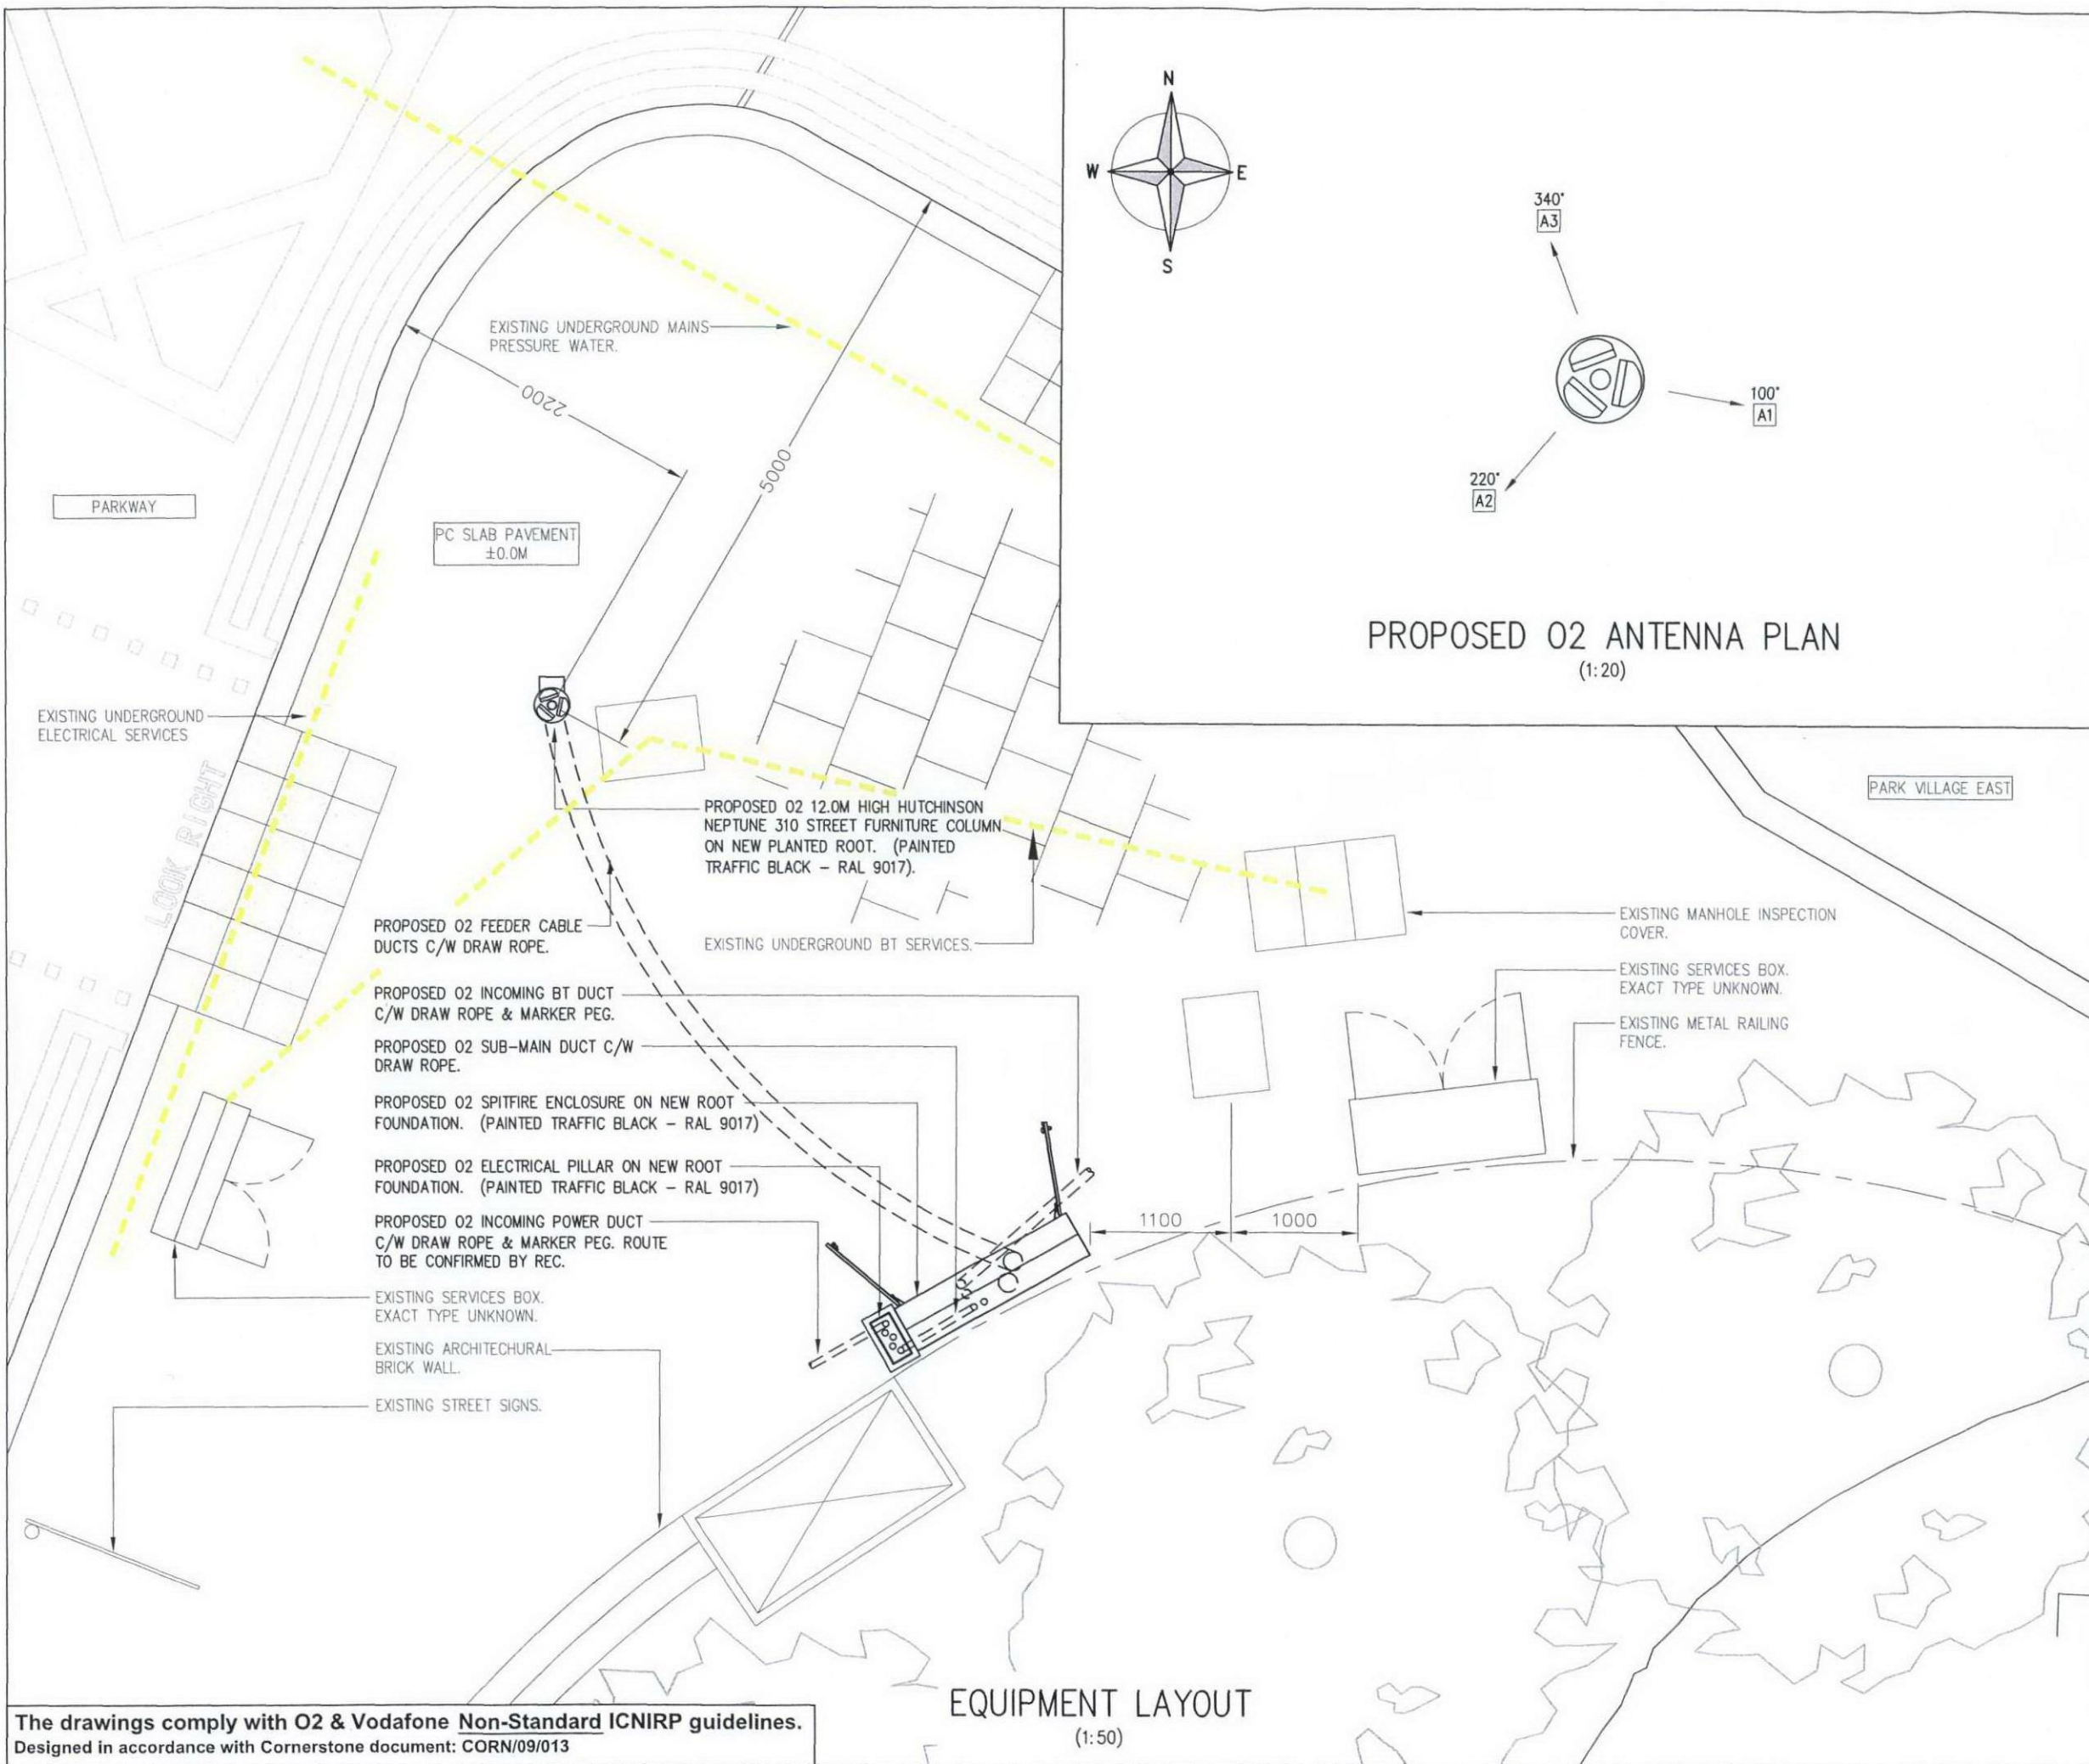 N
W
E
S
340°
A3
100°
A1
220°
A2
PROPOSED O2 ANTENNA PLAN
(1:20)
EXISTING UNDERGROUND MAINS
PRESSURE WATER.
2200
5000
PARKWAY
PC SLAB PAVEMENT
±0.0M
EXISTING UNDERGROUND
ELECTRICAL SERVICES
LOOK RIGHT
PARK VILLAGE EAST
PROPOSED O2 12.0M HIGH HUTCHINSON
NEPTUNE 310 STREET FURNITURE COLUMN
ON NEW PLANTED ROOT. (PAINTED
TRAFFIC BLACK – RAL 9017).
PROPOSED O2 FEEDER CABLE
DUCTS C/W DRAW ROPE.
EXISTING UNDERGROUND BT SERVICES.
EXISTING MANHOLE INSPECTION
COVER.
EXISTING SERVICES BOX.
EXACT TYPE UNKNOWN.
EXISTING METAL RAILING
FENCE.
PROPOSED O2 INCOMING BT DUCT
C/W DRAW ROPE & MARKER PEG.
PROPOSED O2 SUB-MAIN DUCT C/W
DRAW ROPE.
PROPOSED O2 SPITFIRE ENCLOSURE ON NEW ROOT
FOUNDATION. (PAINTED TRAFFIC BLACK – RAL 9017)
PROPOSED O2 ELECTRICAL PILLAR ON NEW ROOT
FOUNDATION. (PAINTED TRAFFIC BLACK – RAL 9017)
PROPOSED O2 INCOMING POWER DUCT
C/W DRAW ROPE & MARKER PEG. ROUTE
TO BE CONFIRMED BY REC.
1100
1000
EXISTING SERVICES BOX.
EXACT TYPE UNKNOWN.
EXISTING ARCHITECHURAL
BRICK WALL.
EXISTING STREET SIGNS.
EQUIPMENT LAYOUT
(1:50)
The drawings comply with O2 & Vodafone Non-Standard ICNIRP guidelines.
Designed in accordance with Cornerstone document: CORN/09/013